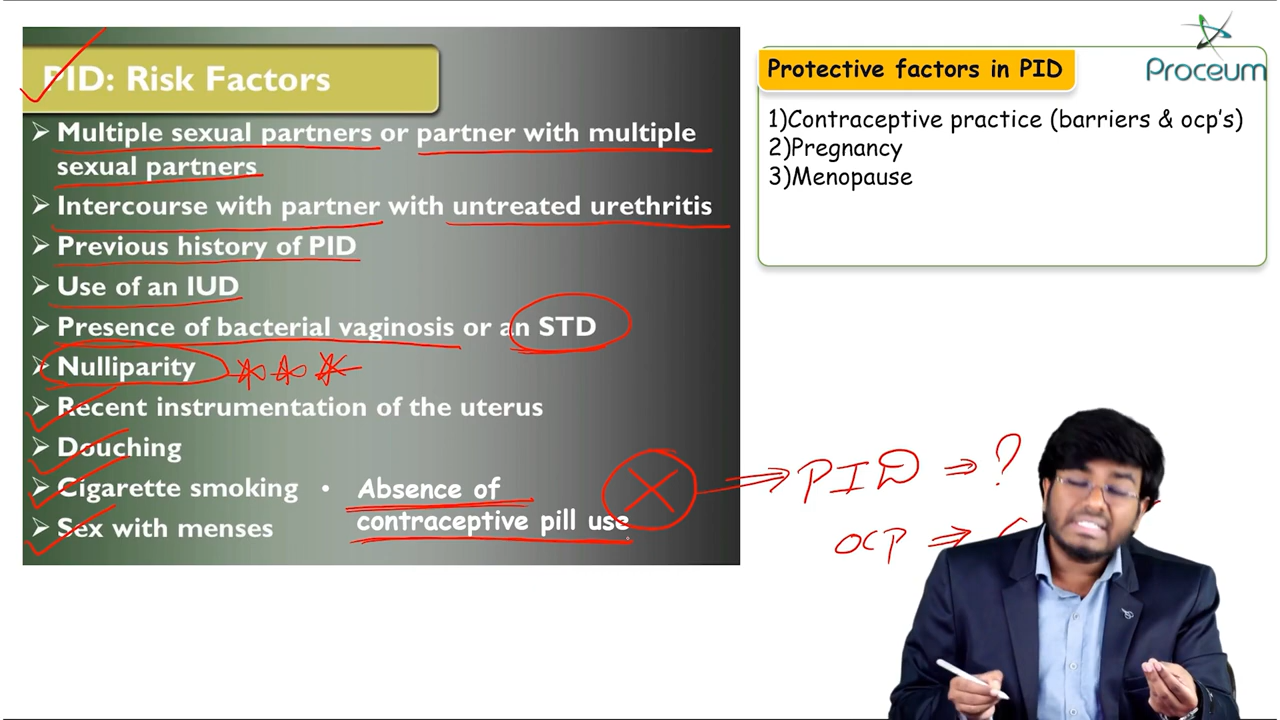 PID: Risk Factors
➤ Multiple sexual partners or partner with multiple
sexual partners
➤ Intercourse with partner with untreated urethritis
➤ Previous history of PID
➤ Use of an IUD
➤ Presence of bacterial vaginosis or an STD
➤ Nulliparity
➤ Recent instrumentation of the uterus
➤ Douching
➤ Cigarette smoking
➤ Sex with menses
• Absence of
contraceptive pill use
Proceum
Protective factors in PID
1)Contraceptive practice (barriers & ocp's)
2)Pregnancy
3)Menopause
⇒ PID ⇒ ?
OCP ⇒